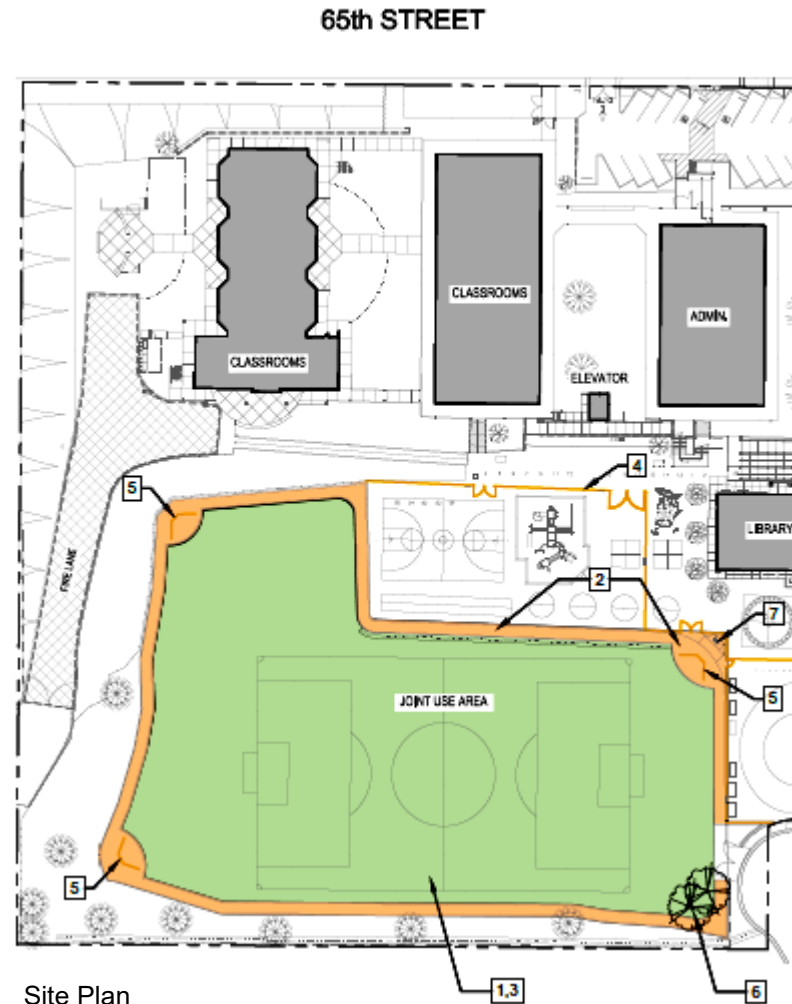 65th STREET
CLASSROOMS
ADMIN.
CLASSROOMS
ELEVATOR
4
5
LIBRARY
FIRE LANE
2
7
5
JOINT USE AREA
5
1,3
6
Site Plan